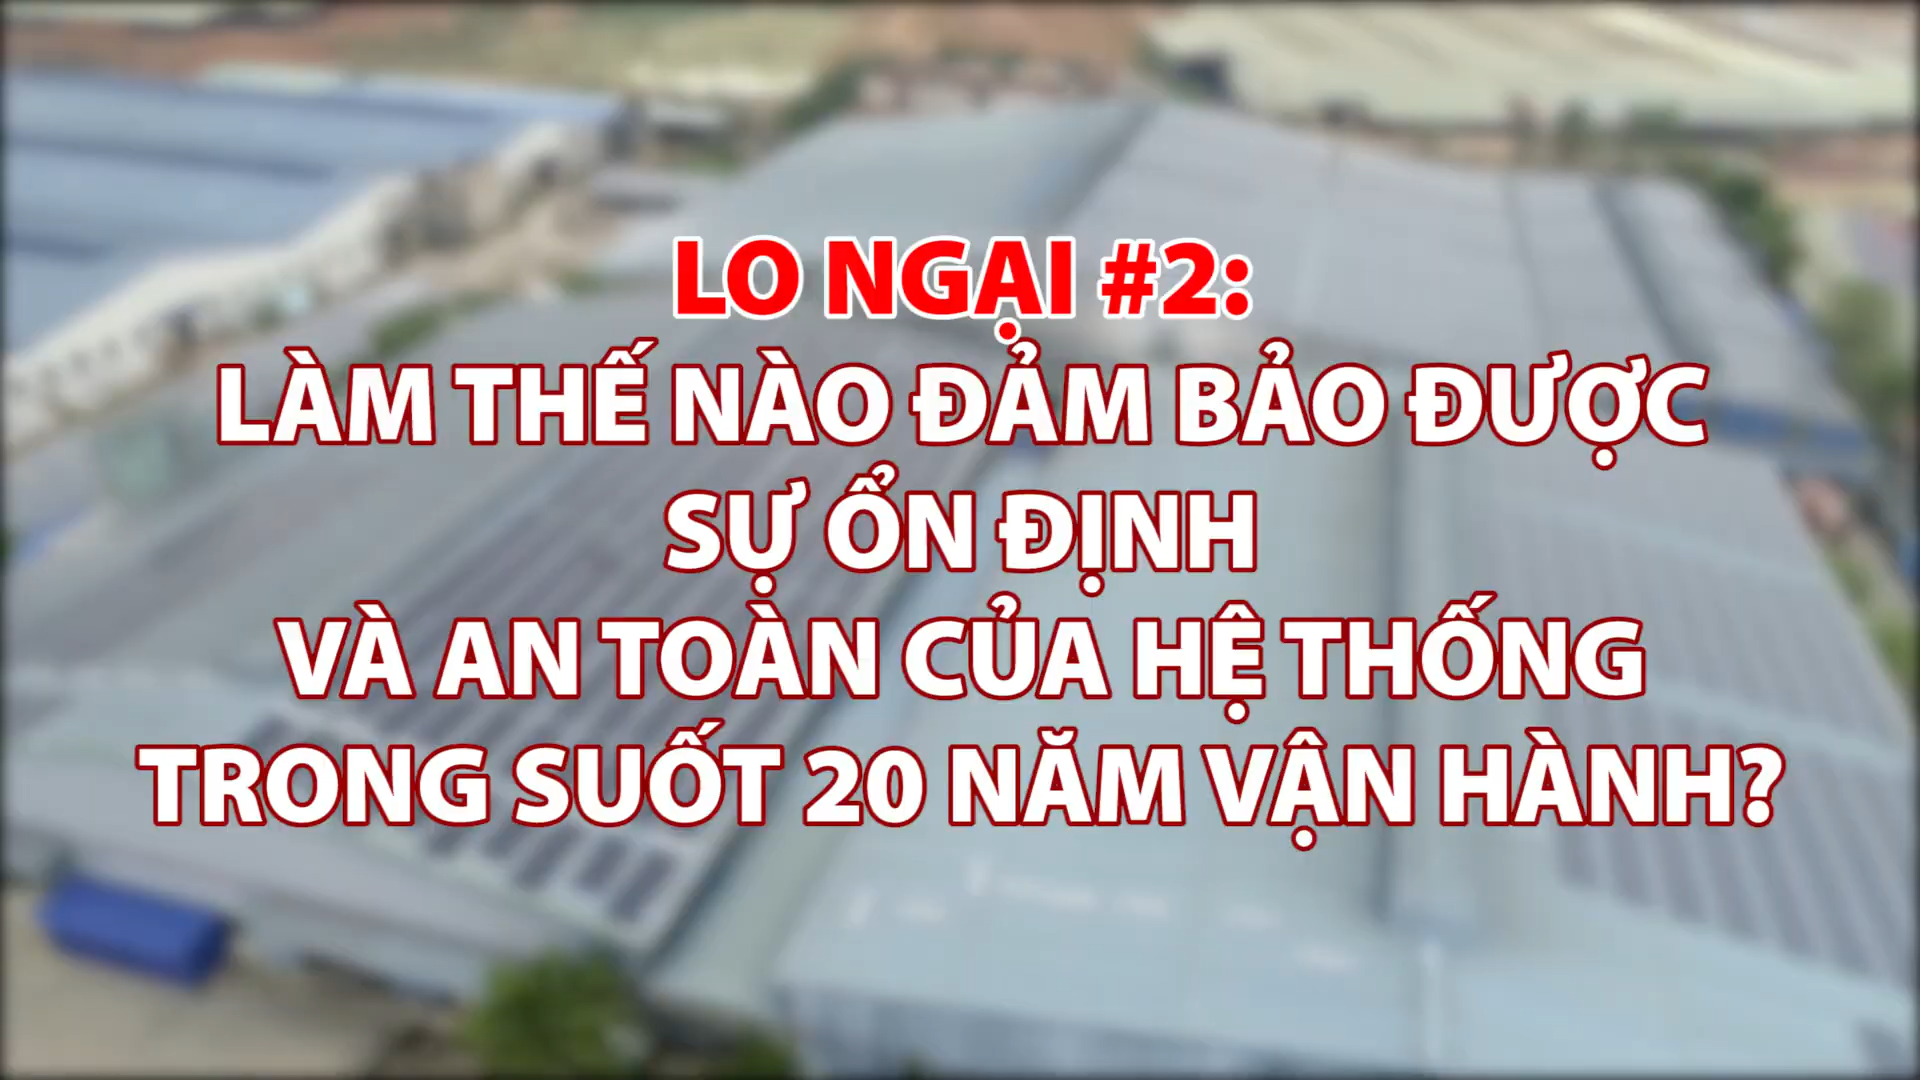 LO NGẠI #2:
LÀM THẾ NÀO ĐẢM BẢO ĐƯỢC
SỰ ỔN ĐỊNH
VÀ AN TOÀN CỦA HỆ THỐNG
TRONG SUỐT 20 NĂM VẬN HÀNH?